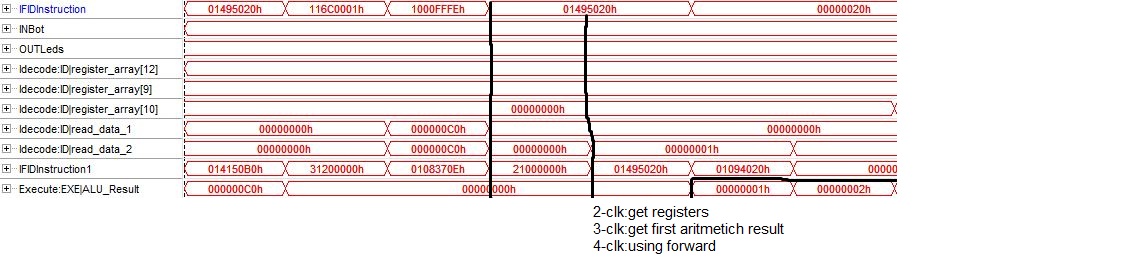 IFIDInstruction 01495020h 116C0001h 1000FFFEh 01495020h 00000020h
INBot
OUTLeds
Idecode:ID|register_array[12]
Idecode:ID|register_array[9]
Idecode:ID|register_array[10] 00000000h
Idecode:ID|read_data_1 00000000h 000000C0h 00000000h
Idecode:ID|read_data_2 00000000h 000000C0h 00000000h 00000001h
IFIDInstruction1 014150B0h 31200000h 0108370Eh 21000000h 01495020h 01094020h 00000
Execute:EXE|ALU_Result 000000C0h 00000000h 00000001h 00000002h
2-clk:get registers
3-clk:get first aritmetich result
4-clk:using forward